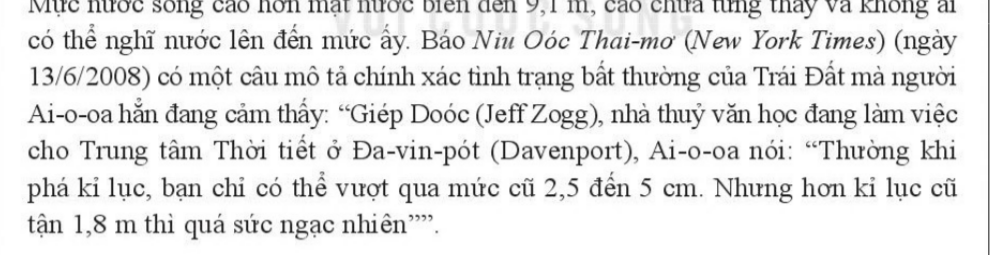 Mực nước sông cao hơn mặt nước biển đến 9,1 m, cao chưa từng thấy và không ai
có thể nghĩ nước lên đến mức ấy. Báo Niu Oóc Thai-mơ (New York Times) (ngày
13/6/2008) có một câu mô tả chính xác tình trạng bất thường của Trái Đất mà người
Ai-o-oa hẳn đang cảm thấy: “Giép Doóc (Jeff Zogg), nhà thuỷ văn học đang làm việc
cho Trung tâm Thời tiết ở Đa-vin-pót (Davenport), Ai-o-oa nói: “Thường khi
phá kỉ lục, bạn chỉ có thể vượt qua mức cũ 2,5 đến 5 cm. Nhưng hơn kỉ lục cũ
tận 1,8 m thì quá sức ngạc nhiên””.